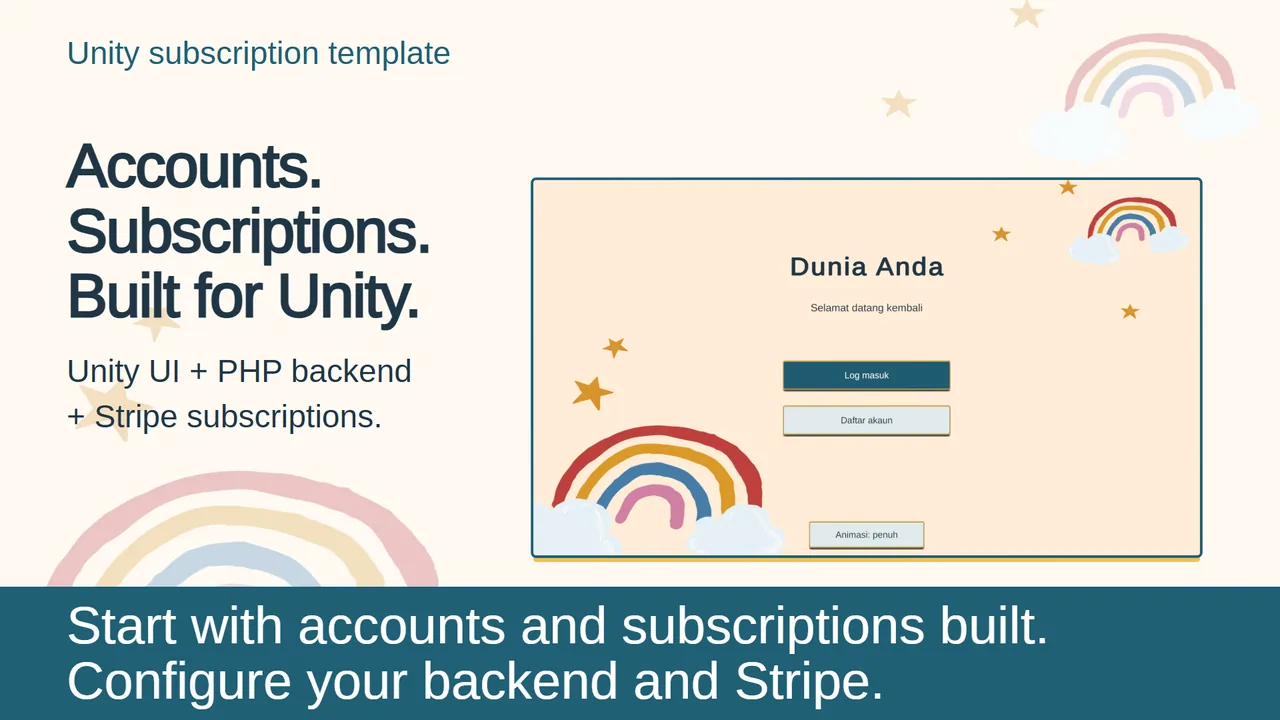 Unity subscription template
Accounts.
Subscriptions.
Built for Unity.
Unity UI + PHP backend
+ Stripe subscriptions.
Dunia Anda
Selamat datang kembali
Log masuk
Daftar akaun
Animasi: penuh
Start with accounts and subscriptions built.
Configure your backend and Stripe.